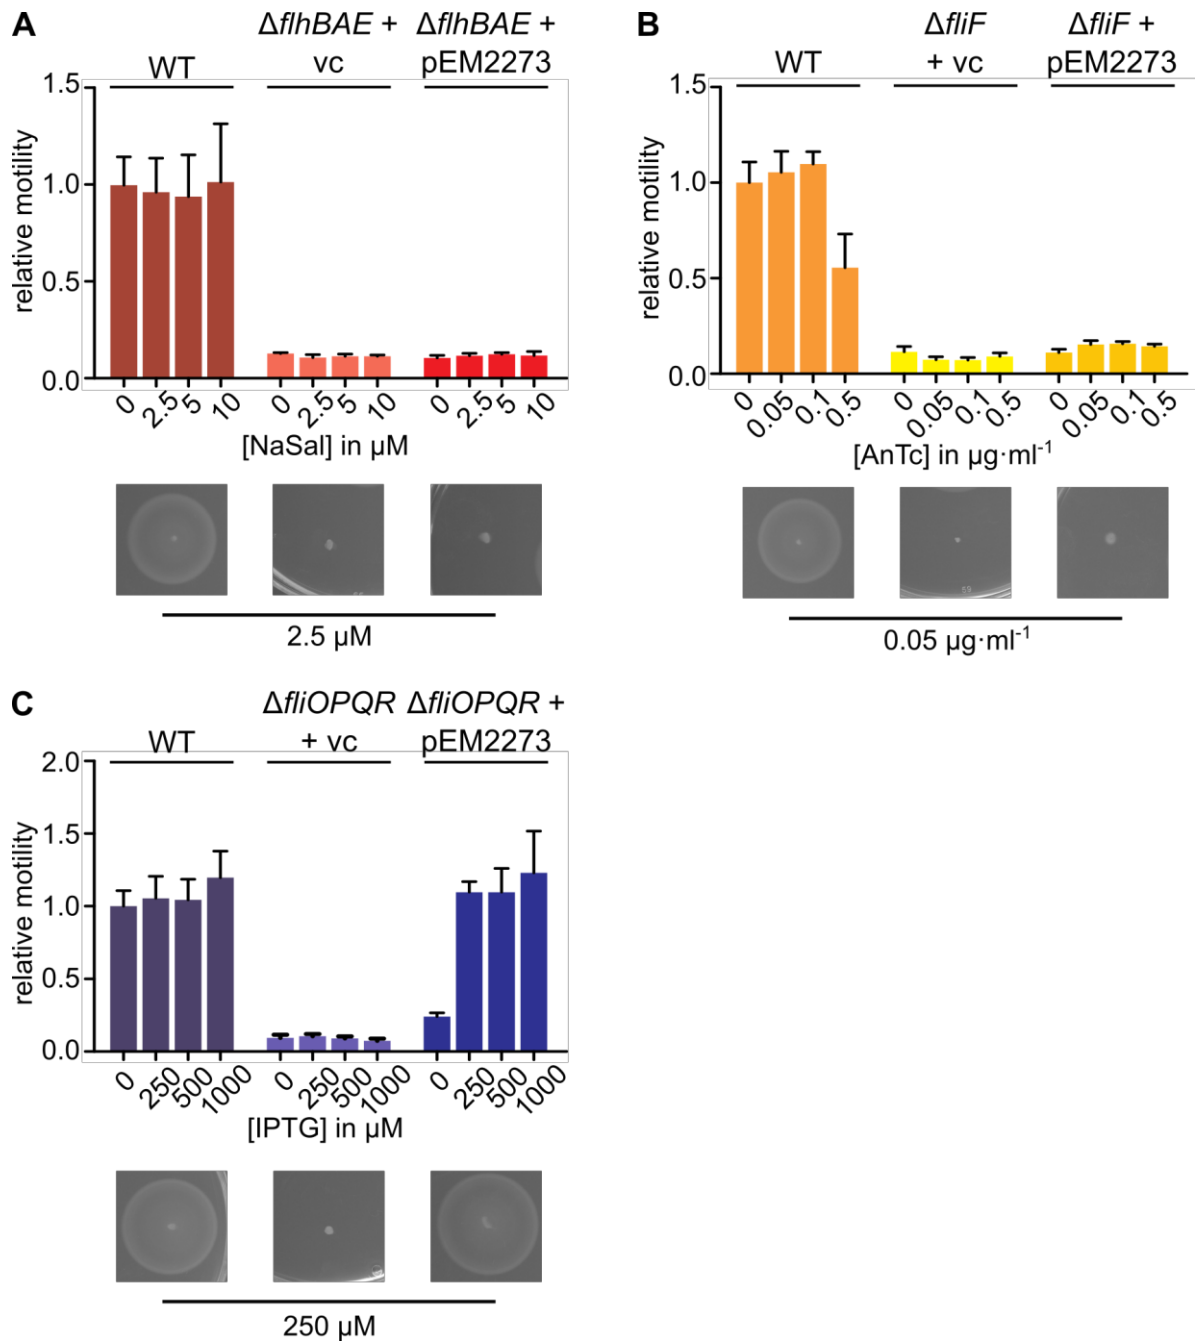 A
ΔflhBAE + ΔflhBAE +
WT vc pEM2273
1.5
1.0
0.5
0.0
relative motility
0 2.5 5 10 0 2.5 5 10 0 2.5 5 10
[NaSal] in µM
2.5 µM
B
ΔfliF ΔfliF +
WT + vc pEM2273
1.5
1.0
0.5
0.0
relative motility
0 0.05 0.1 0.5 0 0.05 0.1 0.5 0 0.05 0.1 0.5
[AnTc] in µg·ml⁻¹
59
0.05 µg·ml⁻¹
C
ΔfliOPQR ΔfliOPQR +
WT + vc pEM2273
2.0
1.5
1.0
0.5
0.0
relative motility
0 250 500 1000 0 250 500 1000 0 250 500 1000
[IPTG] in µM
250 µM